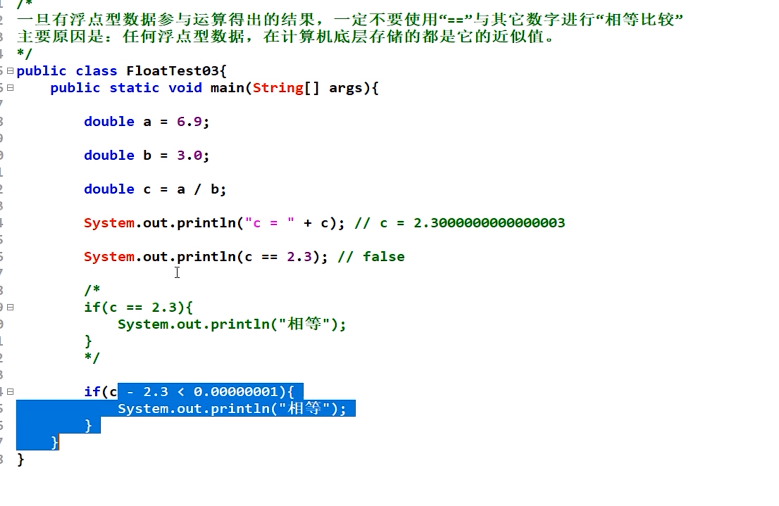 /*
一旦有浮点型数据参与运算得出的结果，一定不要使用“==”与其它数字进行“相等比较”
主要原因是：任何浮点型数据，在计算机底层存储的都是它的近似值。
*/
public class FloatTest03{
public static void main(String[] args){
double a = 6.9;
double b = 3.0;
double c = a / b;
System.out.println("c = " + c); // c = 2.3000000000000003
System.out.println(c == 2.3); // false
/*
if(c == 2.3){
System.out.println("相等");
}
*/
if(c - 2.3 < 0.00000001){
System.out.println("相等");
}
}
}